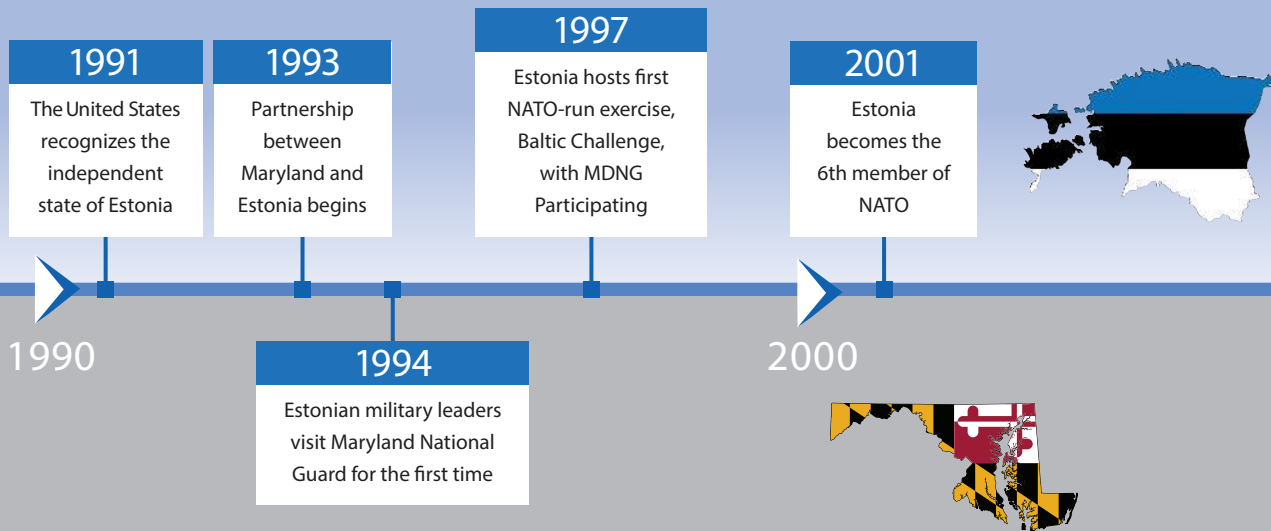 1991
The United States
recognizes the
independent
state of Estonia
1993
Partnership
between
Maryland and
Estonia begins
1997
Estonia hosts first
NATO-run exercise,
Baltic Challenge,
with MDNG
Participating
2001
Estonia
becomes the
6th member of
NATO
1990
2000
1994
Estonian military leaders
visit Maryland National
Guard for the first time